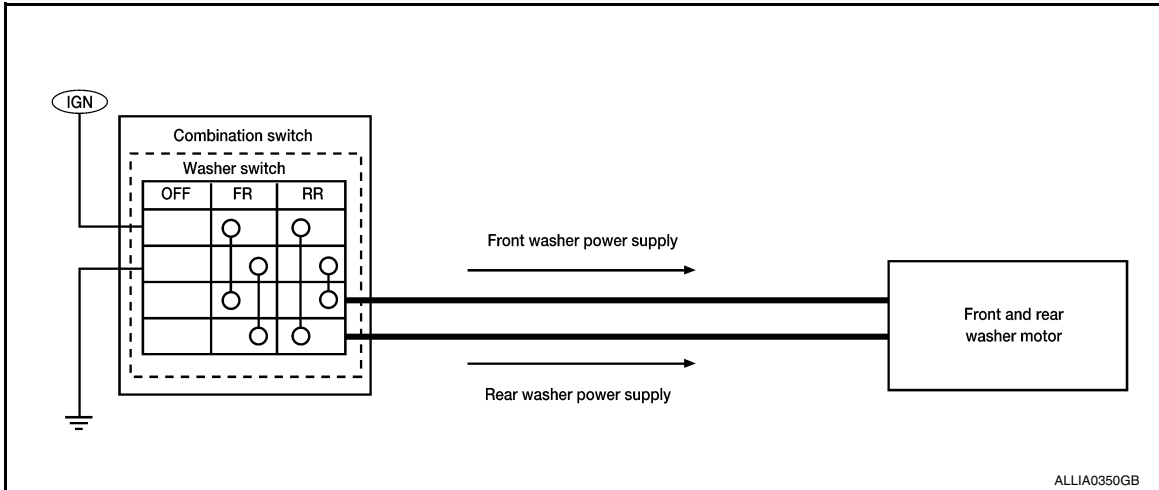 IGN
Combination switch
Washer switch
OFF FR RR
Front washer power supply
Front and rear
washer motor
Rear washer power supply
ALLIA0350GB